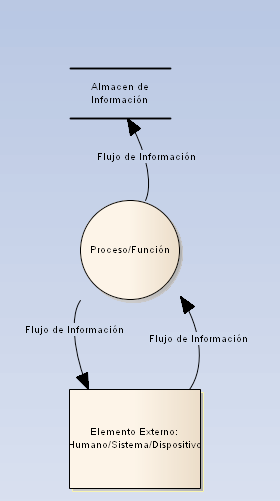 Almacen de
Información
Flujo de Información
Proceso/Función
Flujo de Información
Flujo de Información
Elemento Externo:
Humano/Sistema/Dispositivo